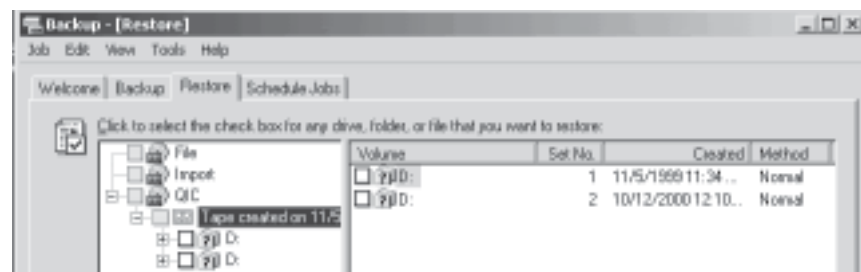 Backup - [Restore]
Job Edit View Tools Help
Welcome Backup Restore Schedule Jobs
Click to select the check box for any drive, folder, or file that you want to restore:
File
Import
QIC
Tape created on 11/5
D:
D:
Volume Set No. Created Method
D: 1 11/5/1999 11:34 ... Normal
D: 2 10/12/2000 12:10... Normal